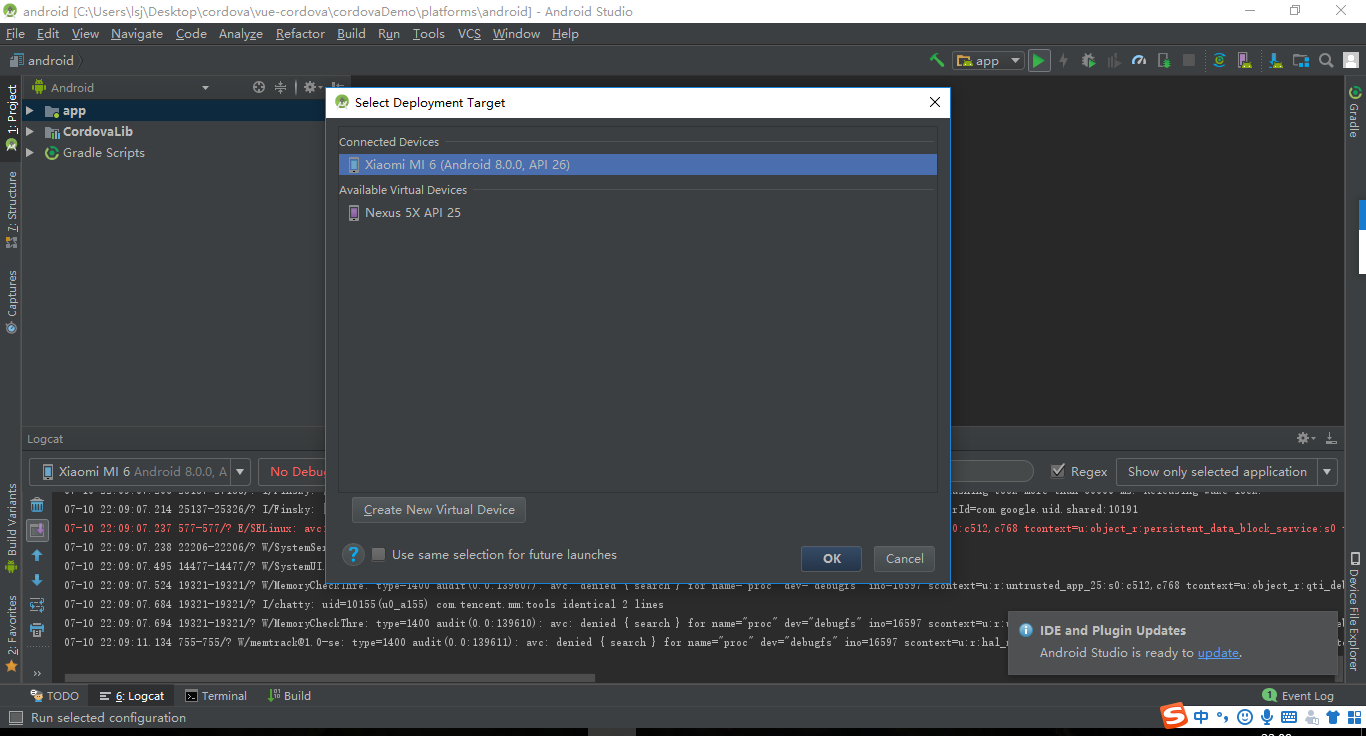 android [C:\Users\lsj\Desktop\cordova\vue-cordova\cordovaDemo\platforms\android] - Android Studio
File Edit View Navigate Code Analyze Refactor Build Run Tools VCS Window Help
android
app
1: Project
7: Structure
Captures
Build Variants
2: Favorites
Android
app
CordovaLib
Gradle Scripts
Select Deployment Target
Connected Devices
Xiaomi MI 6 (Android 8.0.0, API 26)
Available Virtual Devices
Nexus 5X API 25
Create New Virtual Device
? Use same selection for future launches
OK Cancel
Gradle
Device File Explorer
Logcat
Xiaomi MI 6 Android 8.0.0, A
No Debu
Regex
Show only selected application
07-10 22:09:07.214 25137-25326/? I/Finsky: [ rId=com.google.uid.shared:10191
07-10 22:09:07.237 577-577/? E/SELinux: avc: 0:c512,c768 tcontext=u:object_r:persistent_data_block_service:s0 t
07-10 22:09:07.238 22206-22206/? W/SystemSer
07-10 22:09:07.495 14477-14477/? W/SystemUI
07-10 22:09:07.524 19321-19321/? W/MemoryCheckThre: type=1400 audit(0.0:139607): avc: denied { search } for name="proc" dev="debugfs" ino=16597 scontext=u:r:untrusted_app_25:s0:c512,c768 tcontext=u:object_r:qti_de
07-10 22:09:07.684 19321-19321/? I/chatty: uid=10155(u0_a155) com.tencent.mm:tools identical 2 lines
07-10 22:09:07.694 19321-19321/? W/MemoryCheckThre: type=1400 audit(0.0:139610): avc: denied { search } for name="proc" dev="debugfs" ino=16597 scontext=u:r:u
07-10 22:09:11.134 755-755/? W/memtrack@1.0-se: type=1400 audit(0.0:139611): avc: denied { search } for name="proc" dev="debugfs" ino=16597 scontext=u:r:hal_
IDE and Plugin Updates
Android Studio is ready to update.
TODO 6: Logcat Terminal Build
Event Log
Run selected configuration
中